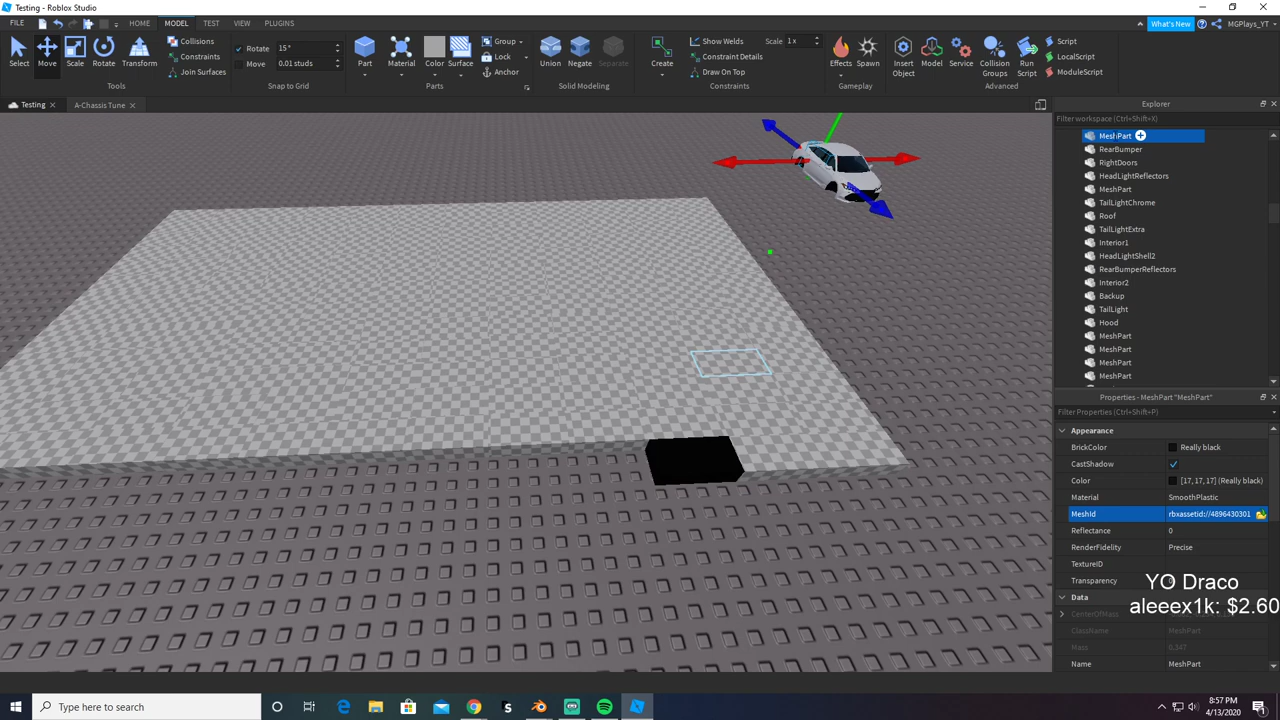 Testing - Roblox Studio
FILE
HOME
MODEL
TEST
VIEW
PLUGINS
What's New
MGPlays_YT
Select
Move
Scale
Rotate
Transform
Collisions
Constraints
Join Surfaces
Tools
Rotate
15 °
Move
0.01 studs
Snap to Grid
Part
Material
Color
Surface
Group
Lock
Anchor
Parts
Union
Negate
Separate
Solid Modeling
Create
Show Welds
Scale
1 x
Constraint Details
Draw On Top
Constraints
Effects
Spawn
Gameplay
Insert Object
Model
Service
Collision Groups
Run Script
Script
LocalScript
ModuleScript
Advanced
Testing
A-Chassis Tune
Explorer
Filter workspace (Ctrl+Shift+X)
MeshPart
RearBumper
RightDoors
HeadLightReflectors
MeshPart
TailLightChrome
Roof
TailLightExtra
Interior1
HeadLightShell2
RearBumperReflectors
Interior2
Backup
TailLight
Hood
MeshPart
MeshPart
MeshPart
MeshPart
Properties - MeshPart "MeshPart"
Filter Properties (Ctrl+Shift+P)
Appearance
BrickColor
Really black
CastShadow
Color
[17, 17, 17] (Really black)
Material
SmoothPlastic
MeshId
rbxassetid://4896430301
Reflectance
0
RenderFidelity
Precise
TextureID
Transparency
YO Draco
aleeex1k: $2.60
Data
CenterOfMass
ClassName
MeshPart
Mass
0.347
Name
MeshPart
Type here to search
8:57 PM
4/13/2020